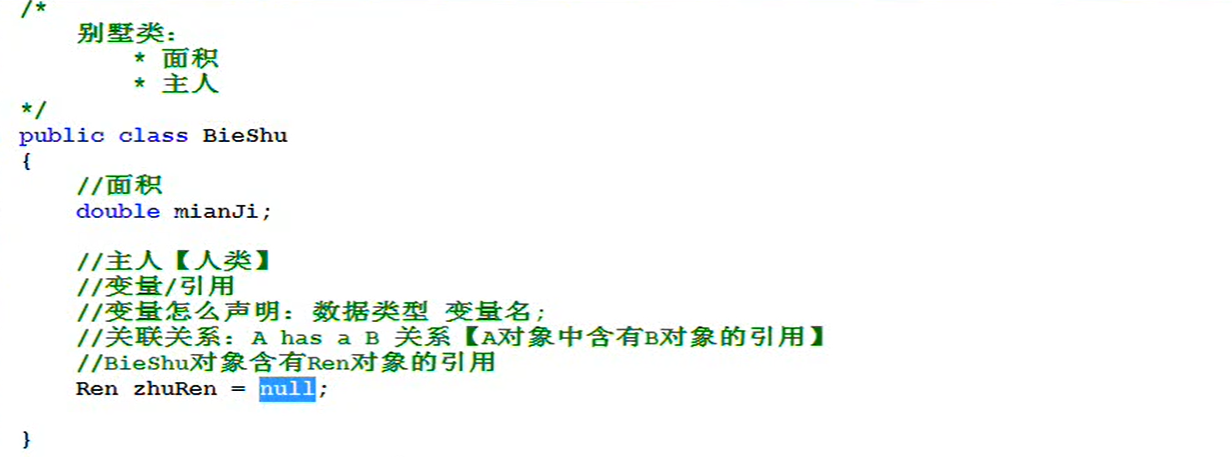 /*
别墅类:
* 面积
* 主人
*/
public class BieShu
{
//面积
double mianJi;
//主人【人类】
//变量/引用
//变量怎么声明: 数据类型 变量名;
//关联关系: A has a B 关系【A对象中含有B对象的引用】
//BieShu对象含有Ren对象的引用
Ren zhuRen = null;
}